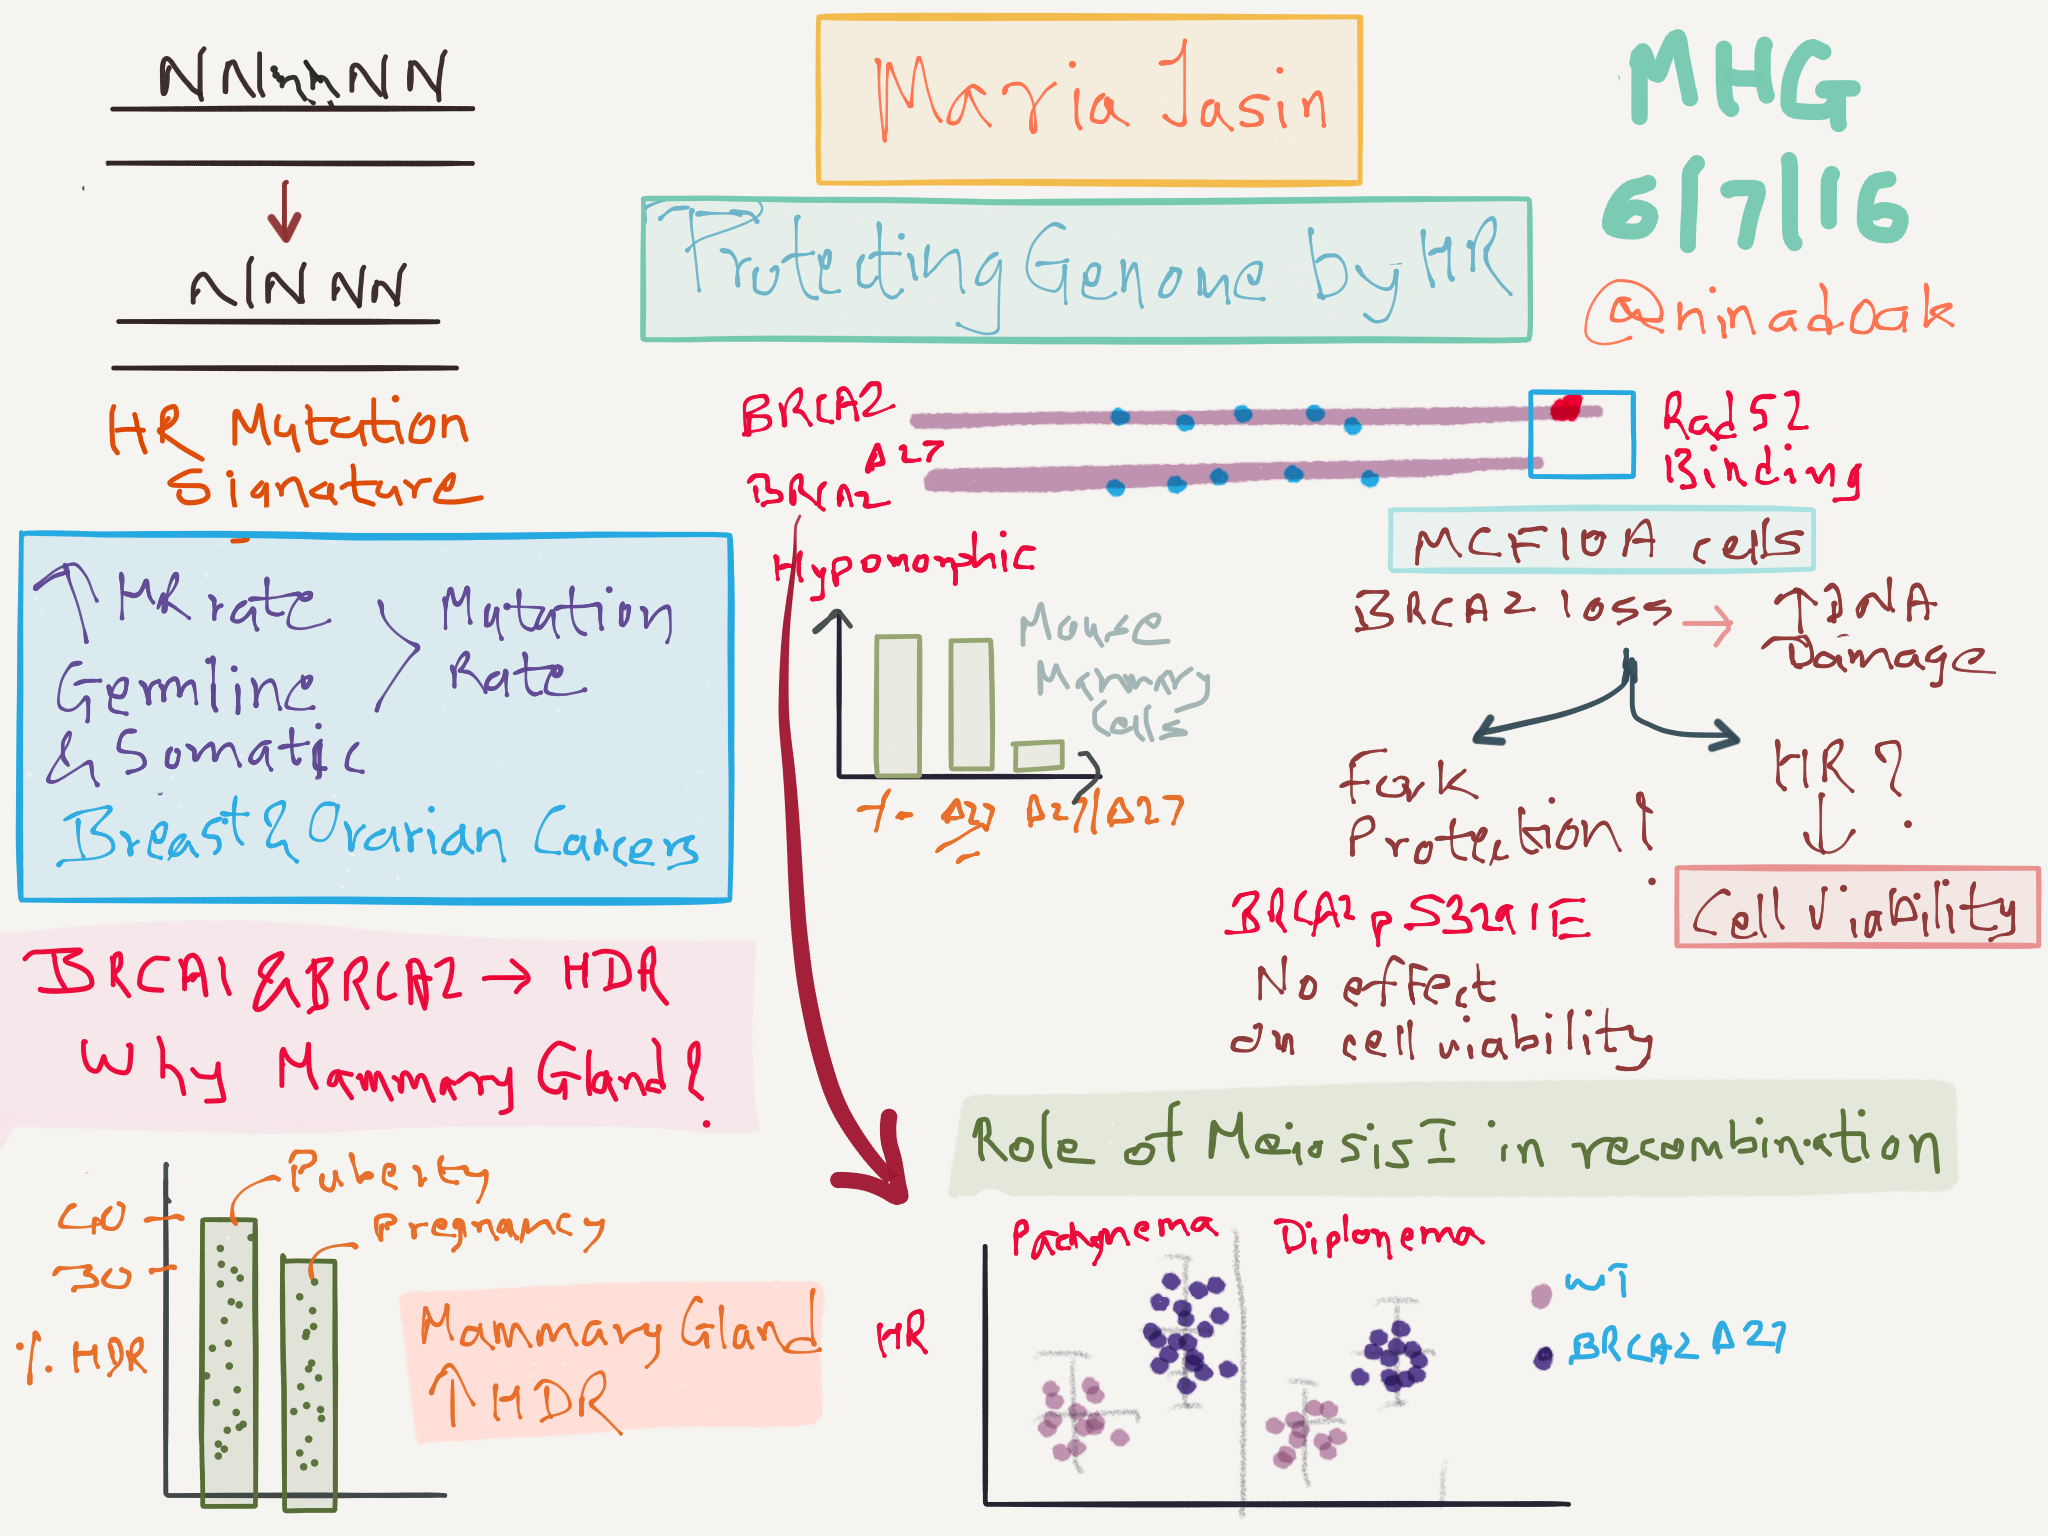 Maria Jasin
Protecting Genome by HR
MHG
6/7/16
@ninadoak
NNnnNN
NNNN
HR Mutation
Signature
↑ HR rate
Germline
& Somatic
> Mutation
Rate
Breast & Ovarian Cancers
BRCA1 & BRCA2 → HDR
Why Mammary Gland?
Puberty
Pregnancy
40
30
% HDR
Mammary Gland
↑ HDR
BRCA2
BRCA2 Δ27
Rad52
Binding
Hypomorphic
Mouse
Mammary
Cells
Δ27 Δ27/Δ27
MCF10A cells
BRCA2 loss → ↑ DNA
Damage
Fork
Protection!
HR?
Cell Viability
BRCA2 p S3291E
No effect
on cell viability
Role of Meiosis I in recombination
Pachynema
Diplonema
HR
WT
BRCA2 Δ27